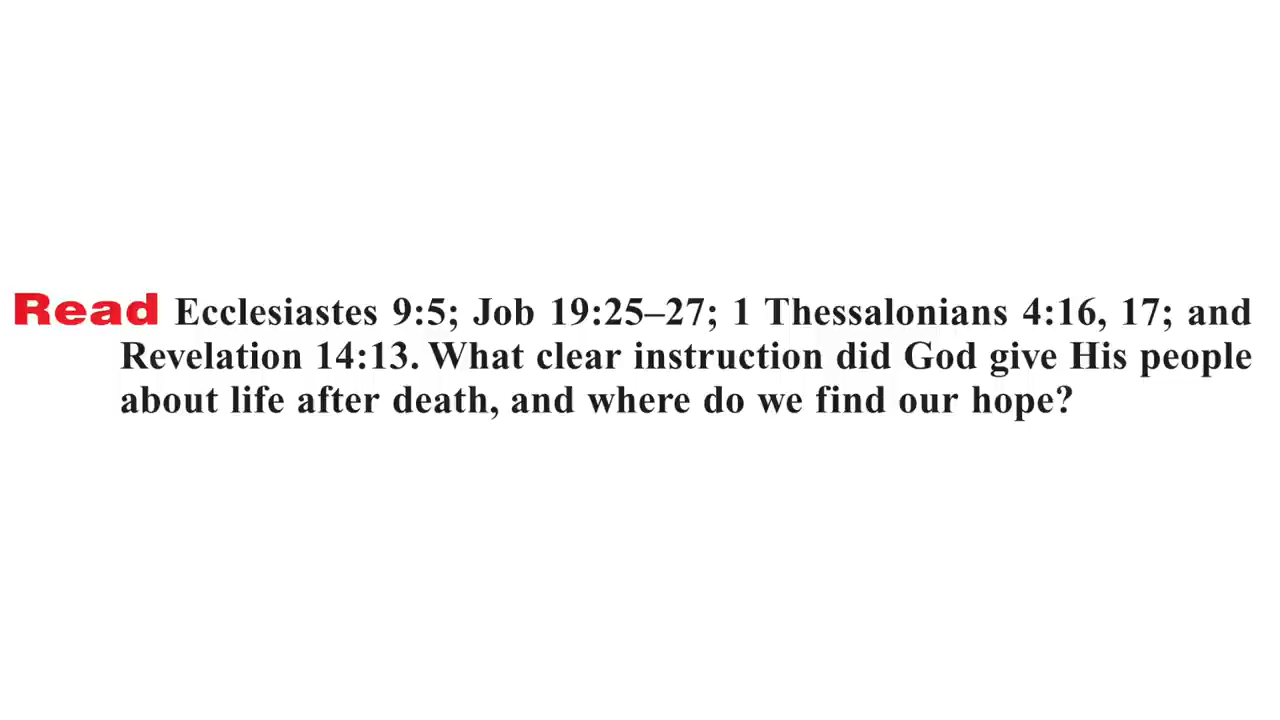 Read Ecclesiastes 9:5; Job 19:25–27; 1 Thessalonians 4:16, 17; and
Revelation 14:13. What clear instruction did God give His people
about life after death, and where do we find our hope?